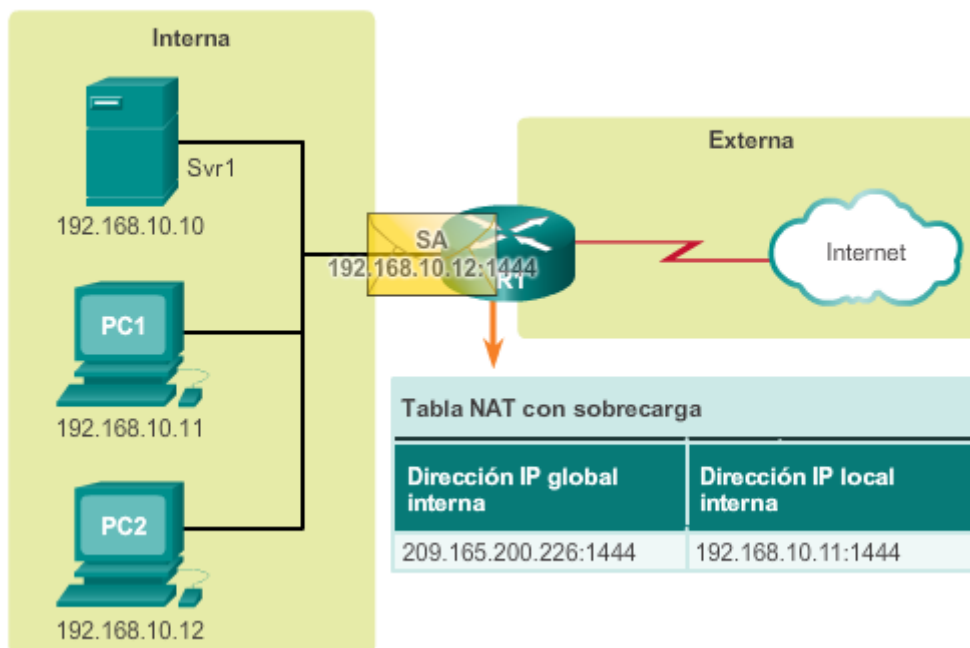 Interna
Svr1
192.168.10.10
PC1
192.168.10.11
PC2
192.168.10.12
SA
192.168.10.12:1444
R1
Externa
Internet
Tabla NAT con sobrecarga
Dirección IP global
interna
Dirección IP local
interna
209.165.200.226:1444
192.168.10.11:1444